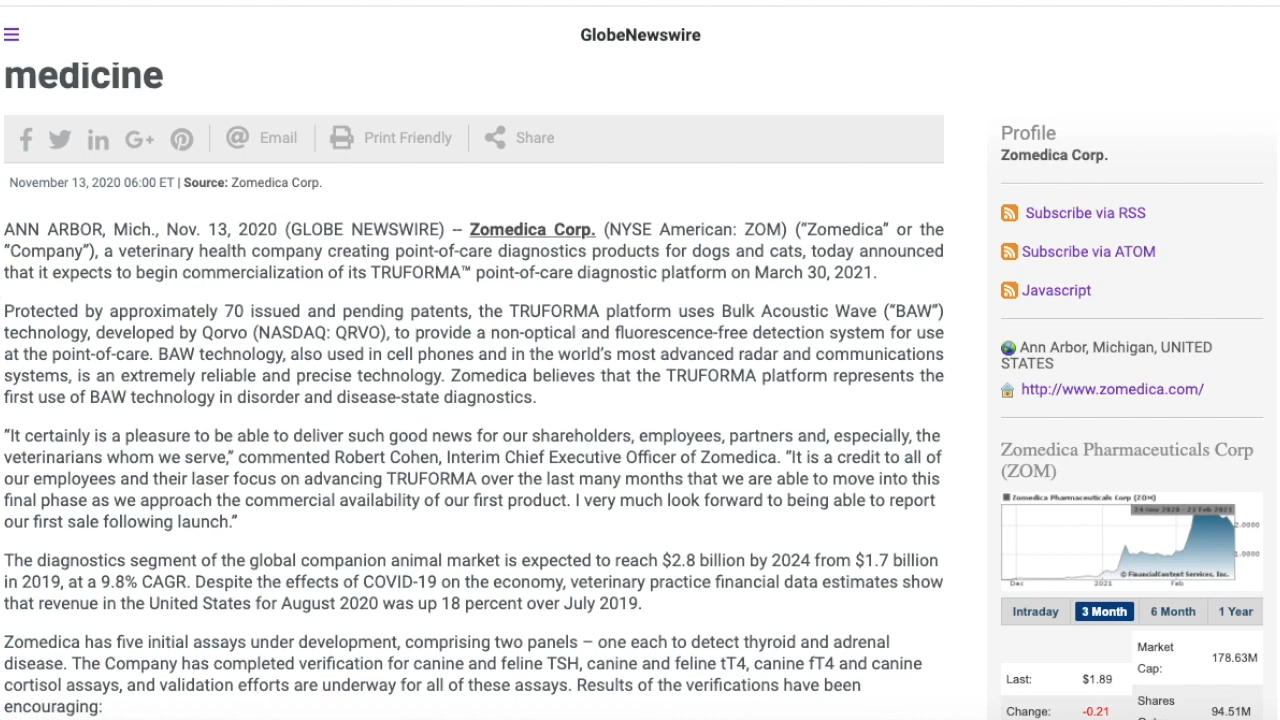 GlobeNewswire
medicine
Email
Print Friendly
Share
November 13, 2020 06:00 ET | Source: Zomedica Corp.
ANN ARBOR, Mich., Nov. 13, 2020 (GLOBE NEWSWIRE) -- Zomedica Corp. (NYSE American: ZOM) (“Zomedica” or the
“Company”), a veterinary health company creating point-of-care diagnostics products for dogs and cats, today announced
that it expects to begin commercialization of its TRUFORMA™ point-of-care diagnostic platform on March 30, 2021.
Protected by approximately 70 issued and pending patents, the TRUFORMA platform uses Bulk Acoustic Wave (“BAW”)
technology, developed by Qorvo (NASDAQ: QRVO), to provide a non-optical and fluorescence-free detection system for use
at the point-of-care. BAW technology, also used in cell phones and in the world’s most advanced radar and communications
systems, is an extremely reliable and precise technology. Zomedica believes that the TRUFORMA platform represents the
first use of BAW technology in disorder and disease-state diagnostics.
“It certainly is a pleasure to be able to deliver such good news for our shareholders, employees, partners and, especially, the
veterinarians whom we serve,” commented Robert Cohen, Interim Chief Executive Officer of Zomedica. “It is a credit to all of
our employees and their laser focus on advancing TRUFORMA over the last many months that we are able to move into this
final phase as we approach the commercial availability of our first product. I very much look forward to being able to report
our first sale following launch.”
The diagnostics segment of the global companion animal market is expected to reach $2.8 billion by 2024 from $1.7 billion
in 2019, at a 9.8% CAGR. Despite the effects of COVID-19 on the economy, veterinary practice financial data estimates show
that revenue in the United States for August 2020 was up 18 percent over July 2019.
Zomedica has five initial assays under development, comprising two panels – one each to detect thyroid and adrenal
disease. The Company has completed verification for canine and feline TSH, canine and feline tT4, canine fT4 and canine
cortisol assays, and validation efforts are underway for all of these assays. Results of the verifications have been
encouraging:
Profile
Zomedica Corp.
Subscribe via RSS
Subscribe via ATOM
Javascript
Ann Arbor, Michigan, UNITED
STATES
http://www.zomedica.com/
Zomedica Pharmaceuticals Corp
(ZOM)
Zomedica Pharmaceuticals Corp (ZOM)
24 nov 2020 - 23 Feb 2021
2.0000
1.0000
© FinancialContent Services, Inc.
Dec 2021 Feb
Intraday 3 Month 6 Month 1 Year
Last: $1.89
Market
Cap: 178.63M
Change: -0.21
Shares
94.51M